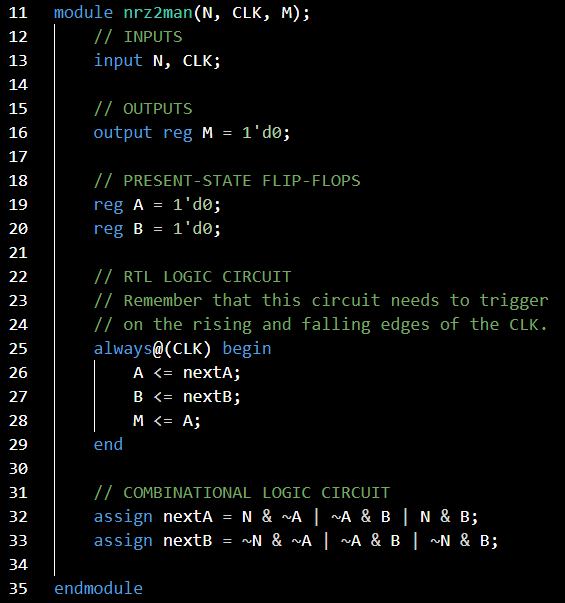 11 module nrz2man(N, CLK, M);
12 // INPUTS
13 input N, CLK;
14
15 // OUTPUTS
16 output reg M = 1'd0;
17
18 // PRESENT-STATE FLIP-FLOPS
19 reg A = 1'd0;
20 reg B = 1'd0;
21
22 // RTL LOGIC CIRCUIT
23 // Remember that this circuit needs to trigger
24 // on the rising and falling edges of the CLK.
25 always@(CLK) begin
26 A <= nextA;
27 B <= nextB;
28 M <= A;
29 end
30
31 // COMBINATIONAL LOGIC CIRCUIT
32 assign nextA = N & ~A | ~A & B | N & B;
33 assign nextB = ~N & ~A | ~A & B | ~N & B;
34
35 endmodule